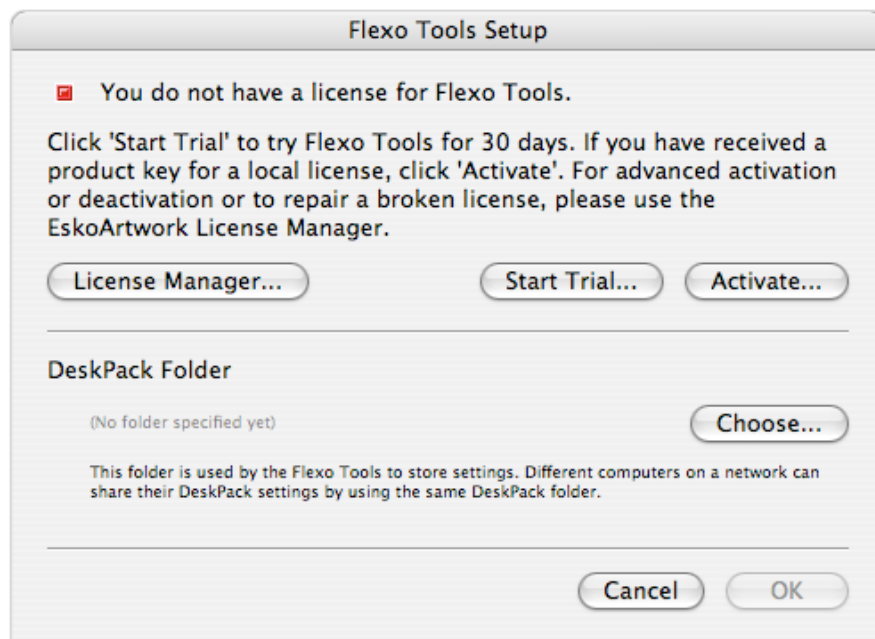 Flexo Tools Setup
You do not have a license for Flexo Tools.
Click 'Start Trial' to try Flexo Tools for 30 days. If you have received a
product key for a local license, click 'Activate'. For advanced activation
or deactivation or to repair a broken license, please use the
EskoArtwork License Manager.
License Manager... Start Trial... Activate...
DeskPack Folder
(No folder specified yet) Choose...
This folder is used by the Flexo Tools to store settings. Different computers on a network can
share their DeskPack settings by using the same DeskPack folder.
Cancel OK